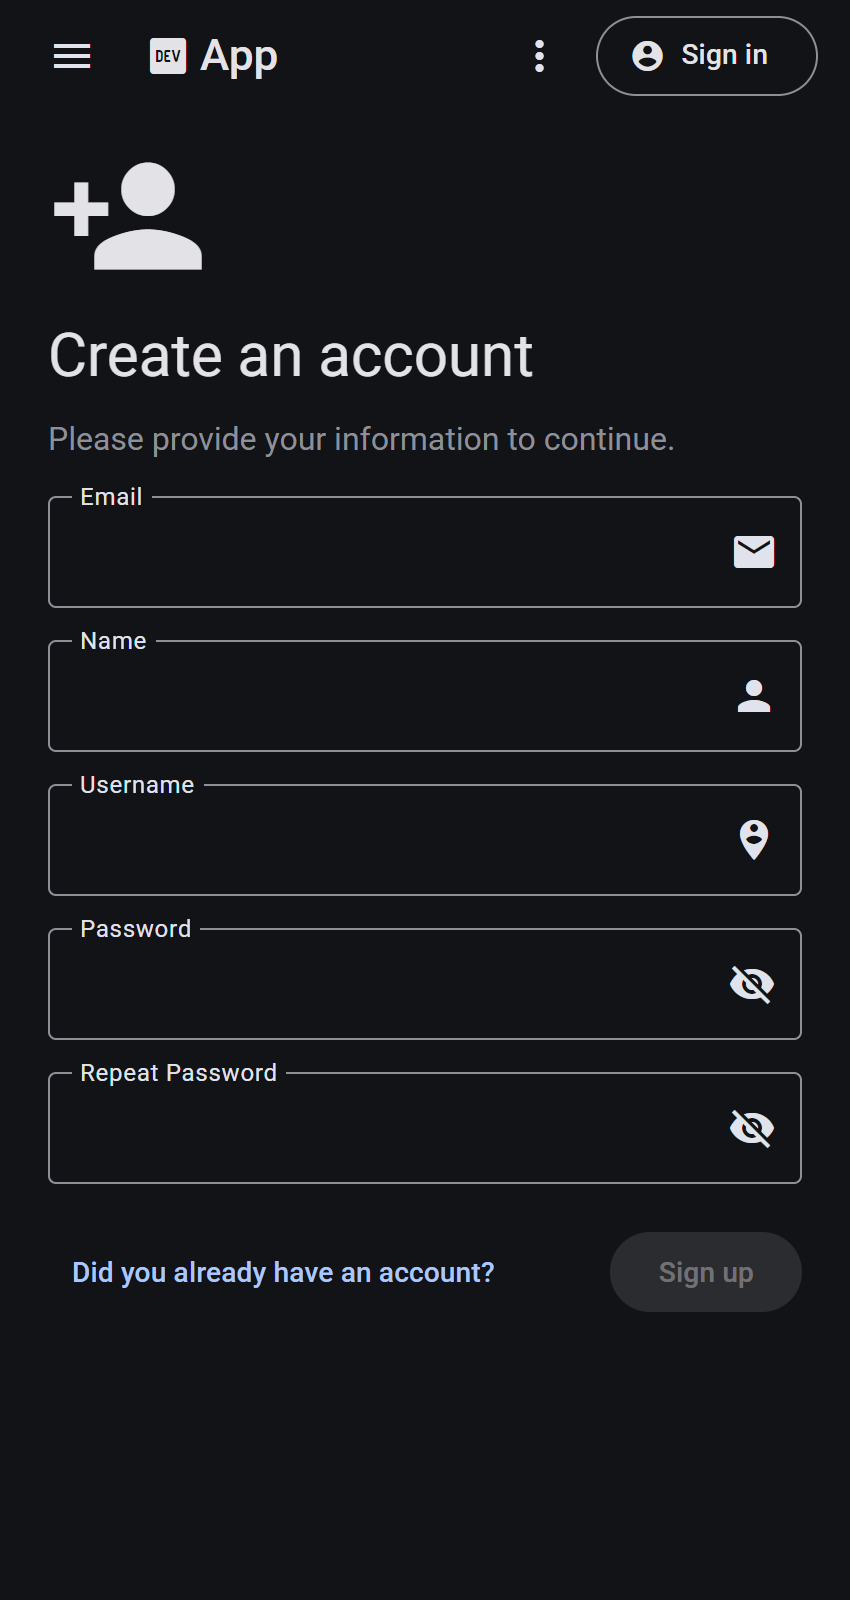 DEV App
Sign in
Create an account
Please provide your information to continue.
Email
Name
Username
Password
Repeat Password
Did you already have an account?
Sign up